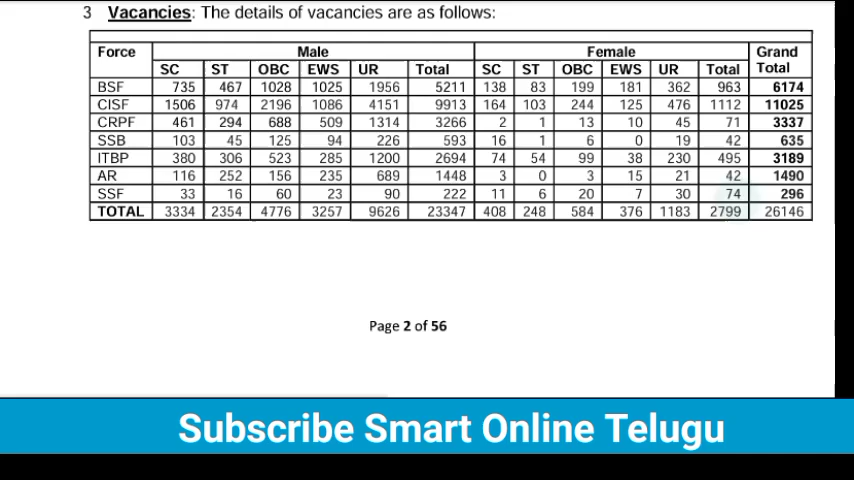 3 Vacancies: The details of vacancies are as follows:
Force Male Female Grand Total
SC ST OBC EWS UR Total SC ST OBC EWS UR Total
BSF 735 467 1028 1025 1956 5211 138 83 199 181 362 963 6174
CISF 1506 974 2196 1086 4151 9913 164 103 244 125 476 1112 11025
CRPF 461 294 688 509 1314 3266 2 1 13 10 45 71 3337
SSB 103 45 125 94 226 593 16 1 6 0 19 42 635
ITBP 380 306 523 285 1200 2694 74 54 99 38 230 495 3189
AR 116 252 156 235 689 1448 3 0 3 15 21 42 1490
SSF 33 16 60 23 90 222 11 6 20 7 30 74 296
TOTAL 3334 2354 4776 3257 9626 23347 408 248 584 376 1183 2799 26146
Page 2 of 56
Subscribe Smart Online Telugu